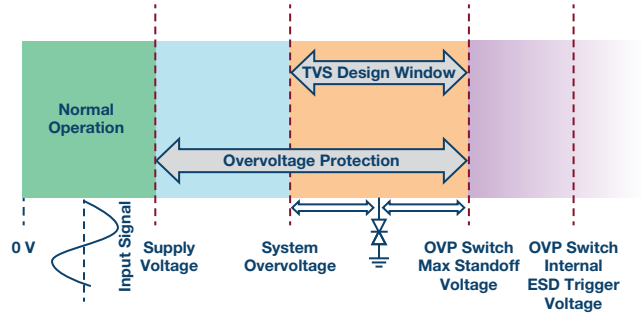 TVS Design Window
Normal
Operation
Overvoltage Protection
0 V
Input Signal
Supply
Voltage
System
Overvoltage
OVP Switch
Max Standoff
Voltage
OVP Switch
Internal
ESD Trigger
Voltage